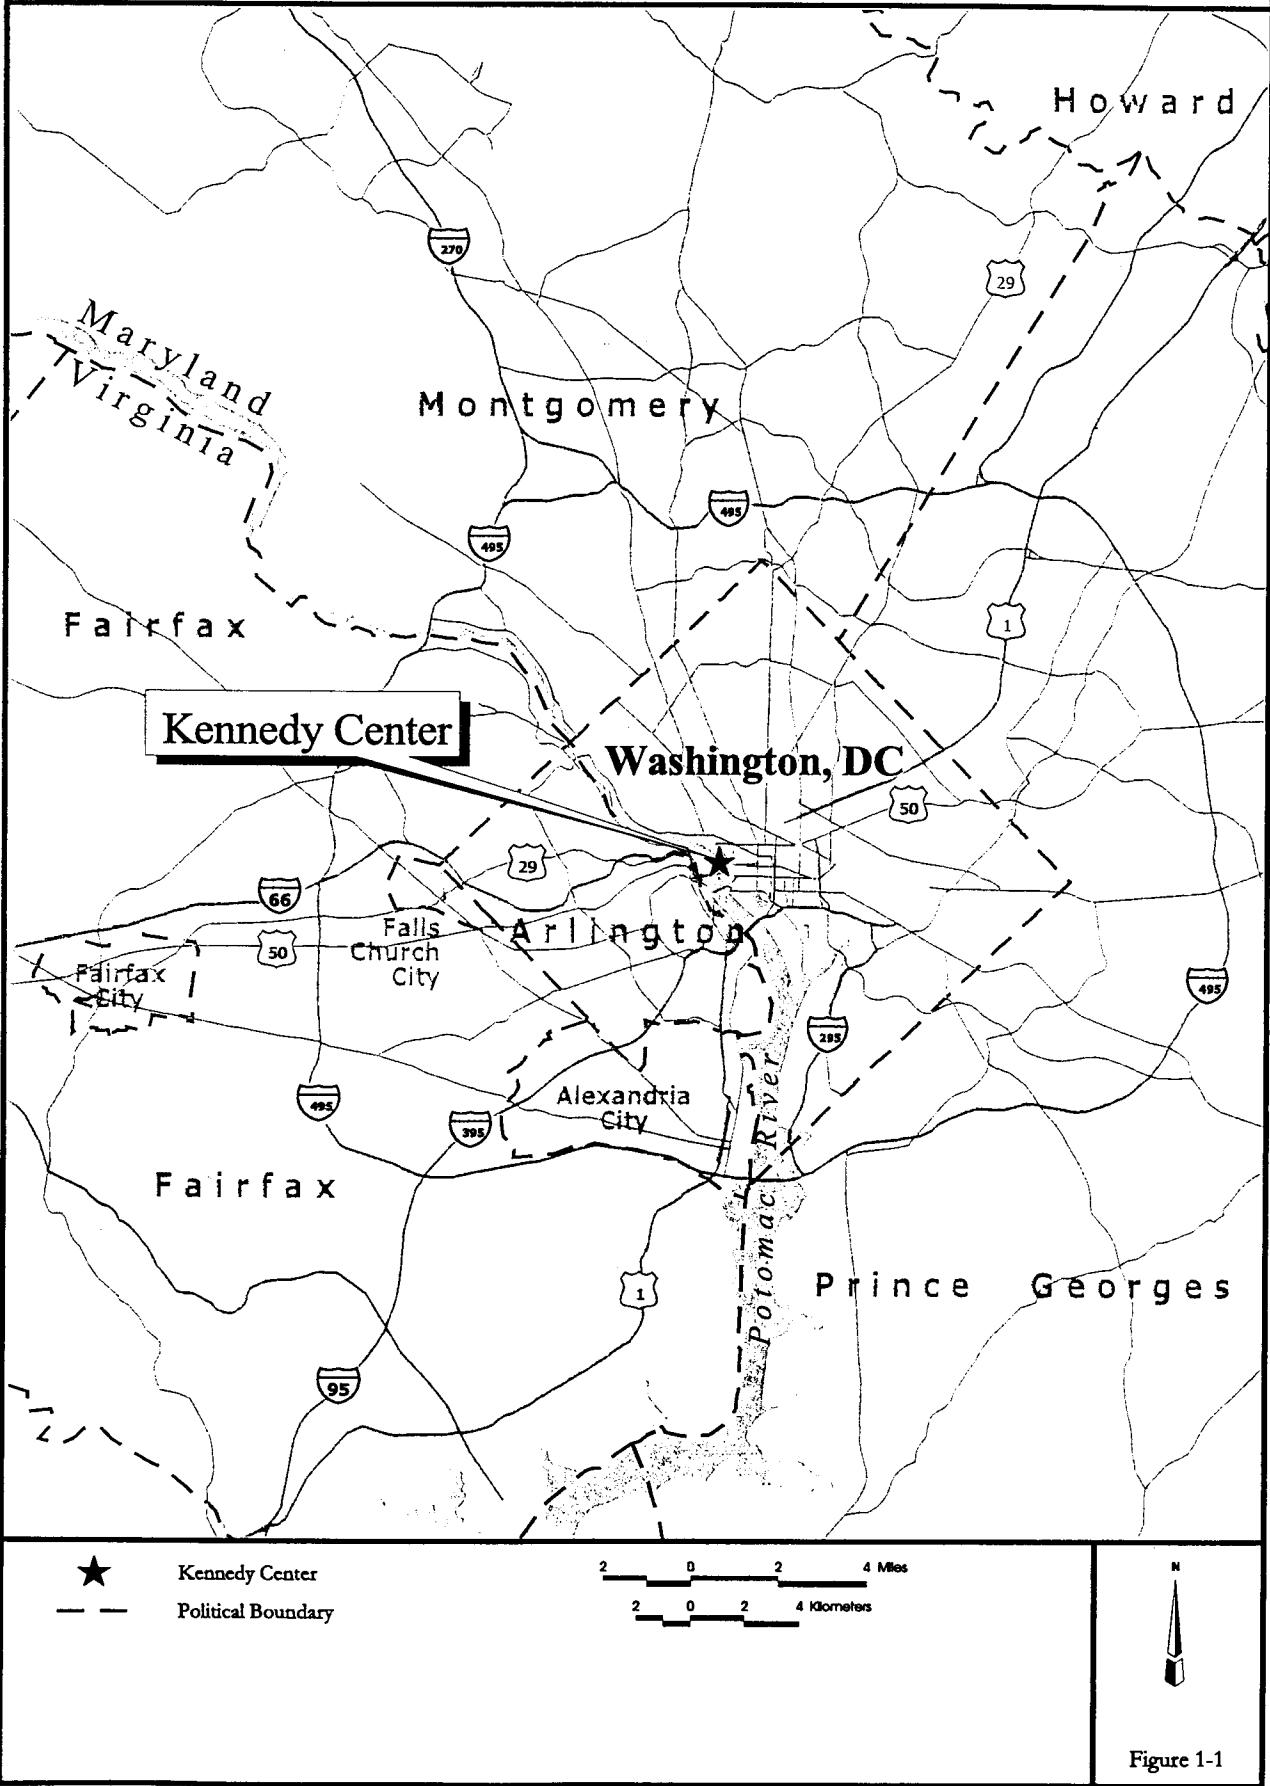 Howard
270
29
Maryland
Virginia
Montgomery
495
495
Fairfax
1
Kennedy Center
Washington, DC
50
29
66
Falls
Church
City
Arlington
50
Fairfax
City
495
295
Alexandria
City
495
395
Fairfax
Potomac River
1
Prince Georges
95
Kennedy Center
Political Boundary
2 0 2 4 Miles
2 0 2 4 Kilometers
N
Figure 1-1